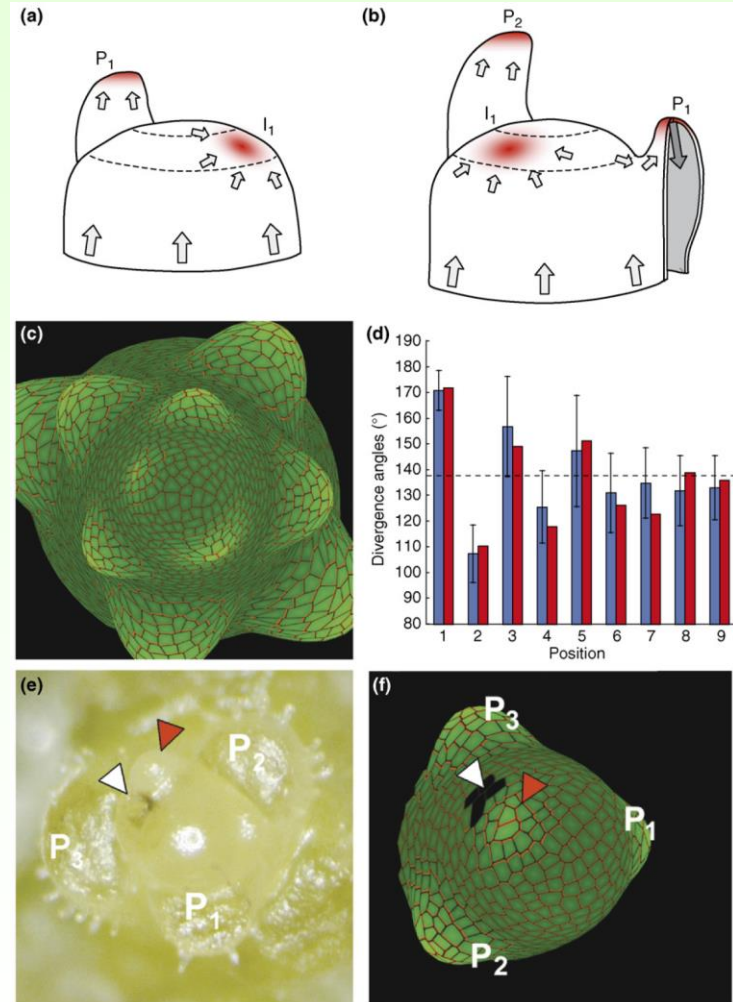 (a)
P1
I1
(b)
P2
I1
P1
(c)
(d)
Divergence angles (°)
190
180
170
160
150
140
130
120
110
100
90
80
1 2 3 4 5 6 7 8 9
Position
(e)
P2
P3
P1
(f)
P3
P1
P2